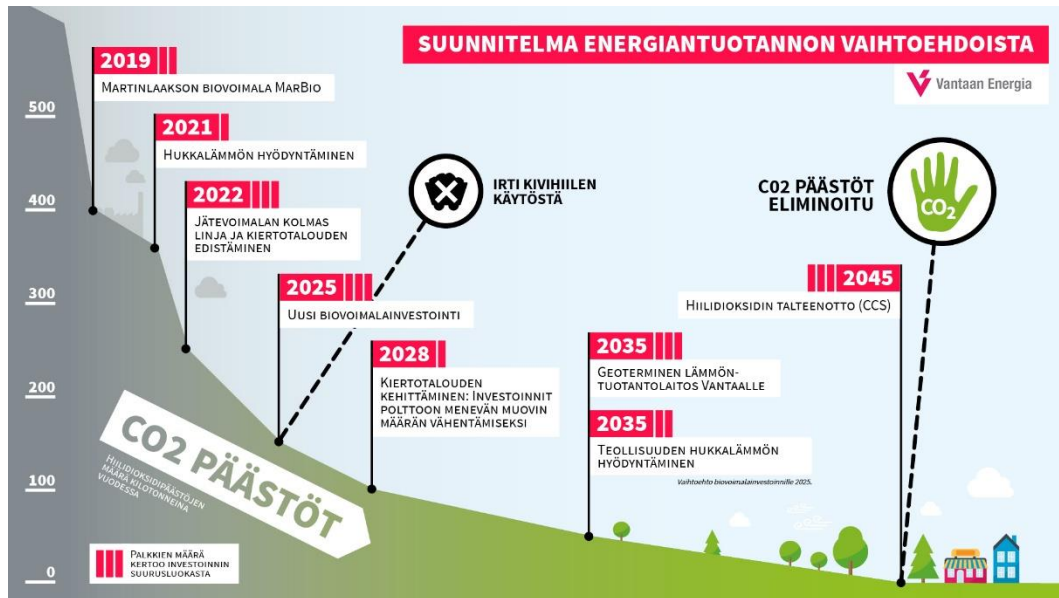 SUUNNITELMA ENERGIANTUOTANNON VAIHTOEHDOISTA
Vantaan Energia
2019
MARTINLAAKSON BIOVOIMALA MARBIO
2021
HUKKALÄMMÖN HYÖDYNTÄMINEN
2022
JÄTEVOIMALAN KOLMAS
LINJA JA KIERTOTALOUDEN
EDISTÄMINEN
2025
UUSI BIOVOIMALAINVESTOINTI
IRTI KIVIHIILEN
KÄYTÖSTÄ
2028
KIERTOTALOUDEN
KEHITTÄMINEN: INVESTOINNIT
POLTTOON MENEVÄN MUOVIN
MÄÄRÄN VÄHENTÄMISEKSI
2035
GEOTERMINEN LÄMMÖN-
TUOTANTOLAITOS VANTAALLE
2035
TEOLLISUUDEN HUKKALÄMMÖN
HYÖDYNTÄMINEN
Vaihtoehto biovoimalainvestoinnille 2025.
2045
HIILIDIOKSIDIN TALTEENOTTO (CCS)
C02 PÄÄSTÖT
ELIMINOITU
CO2
500
400
300
200
100
0
CO2 PÄÄSTÖT
HIILIDIOKSIDIPÄÄSTÖJEN
MÄÄRÄ KILOTONNEINA
VUODESSA
PALKKIEN MÄÄRÄ
KERTOO INVESTOINNIN
SUURUSLUOKASTA